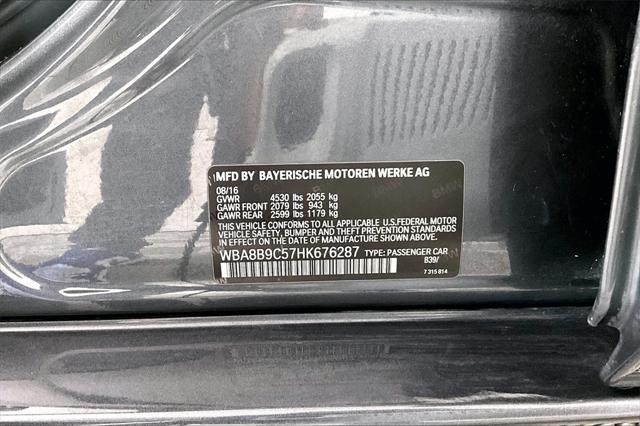 MFD BY BAYERISCHE MOTOREN WERKE AG
08/16
GVWR 4530 lbs 2055 kg
GAWR FRONT 2079 lbs 943 kg
GAWR REAR 2599 lbs 1179 kg
THIS VEHICLE CONFORMS TO ALL APPLICABLE U.S.FEDERAL MOTOR
VEHICLE SAFETY, BUMPER AND THEFT PREVENTION STANDARDS
IN EFFECT ON THE DATE OF MANUFACTURE SHOWN ABOVE.
WBA8B9C57HK676287 TYPE: PASSENGER CAR
B39/
7 315 814